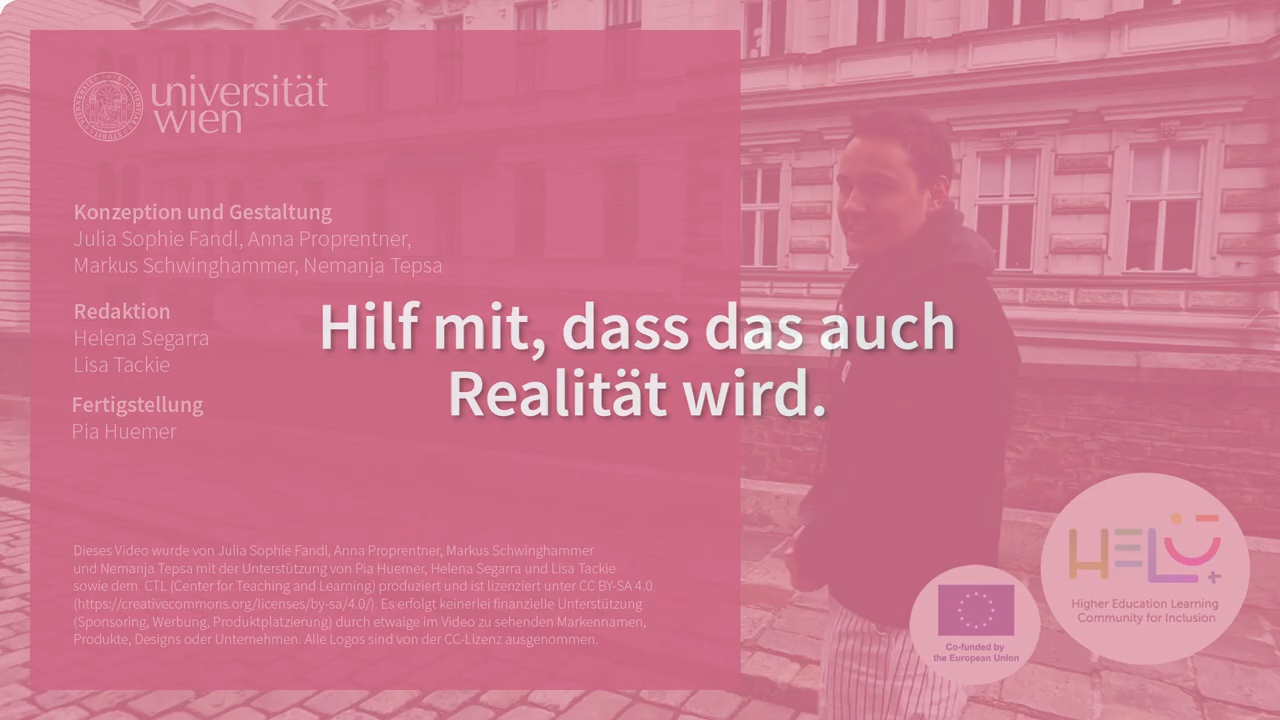 universität
wien
Konzeption und Gestaltung
Julia Sophie Fandl, Anna Proprentner,
Markus Schwinghammer, Nemanja Tepsa
Redaktion
Helena Segarra
Lisa Tackie
Fertigstellung
Pia Huemer
Hilf mit, dass das auch
Realität wird.
Dieses Video wurde von Julia Sophie Fandl, Anna Proprentner, Markus Schwinghammer
und Nemanja Tepsa mit der Unterstützung von Pia Huemer, Helena Segarra und Lisa Tackie
sowie dem CTL (Center for Teaching and Learning) produziert und ist lizenziert unter CC BY-SA 4.0
(https://creativecommons.org/licenses/by-sa/4.0/). Es erfolgt keinerlei finanzielle Unterstützung
(Sponsoring, Werbung, Produktplatzierung) durch etwaige im Video zu sehenden Markennamen,
Produkte, Designs oder Unternehmen. Alle Logos sind von der CC-Lizenz ausgenommen.
Co-funded by
the European Union
HELC+
Higher Education Learning
Community for Inclusion